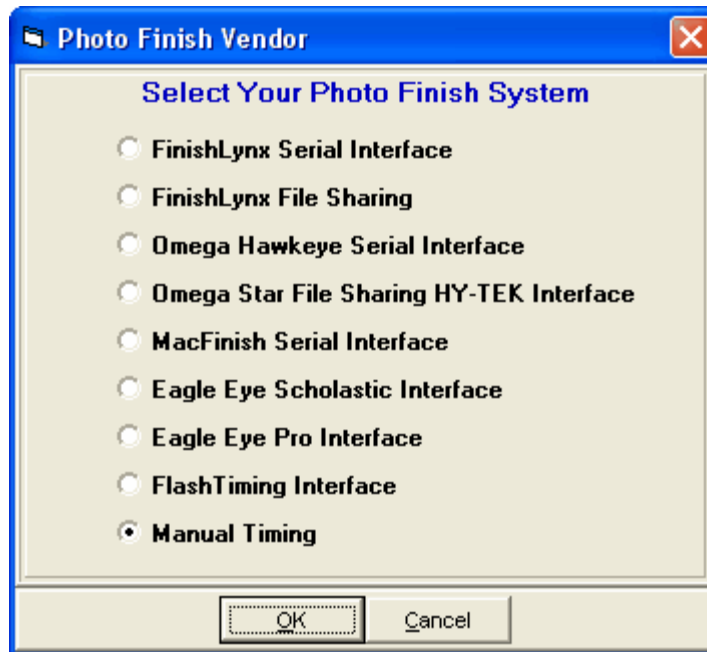 Photo Finish Vendor
Select Your Photo Finish System
FinishLynx Serial Interface
FinishLynx File Sharing
Omega Hawkeye Serial Interface
Omega Star File Sharing HY-TEK Interface
MacFinish Serial Interface
Eagle Eye Scholastic Interface
Eagle Eye Pro Interface
FlashTiming Interface
Manual Timing
OK Cancel